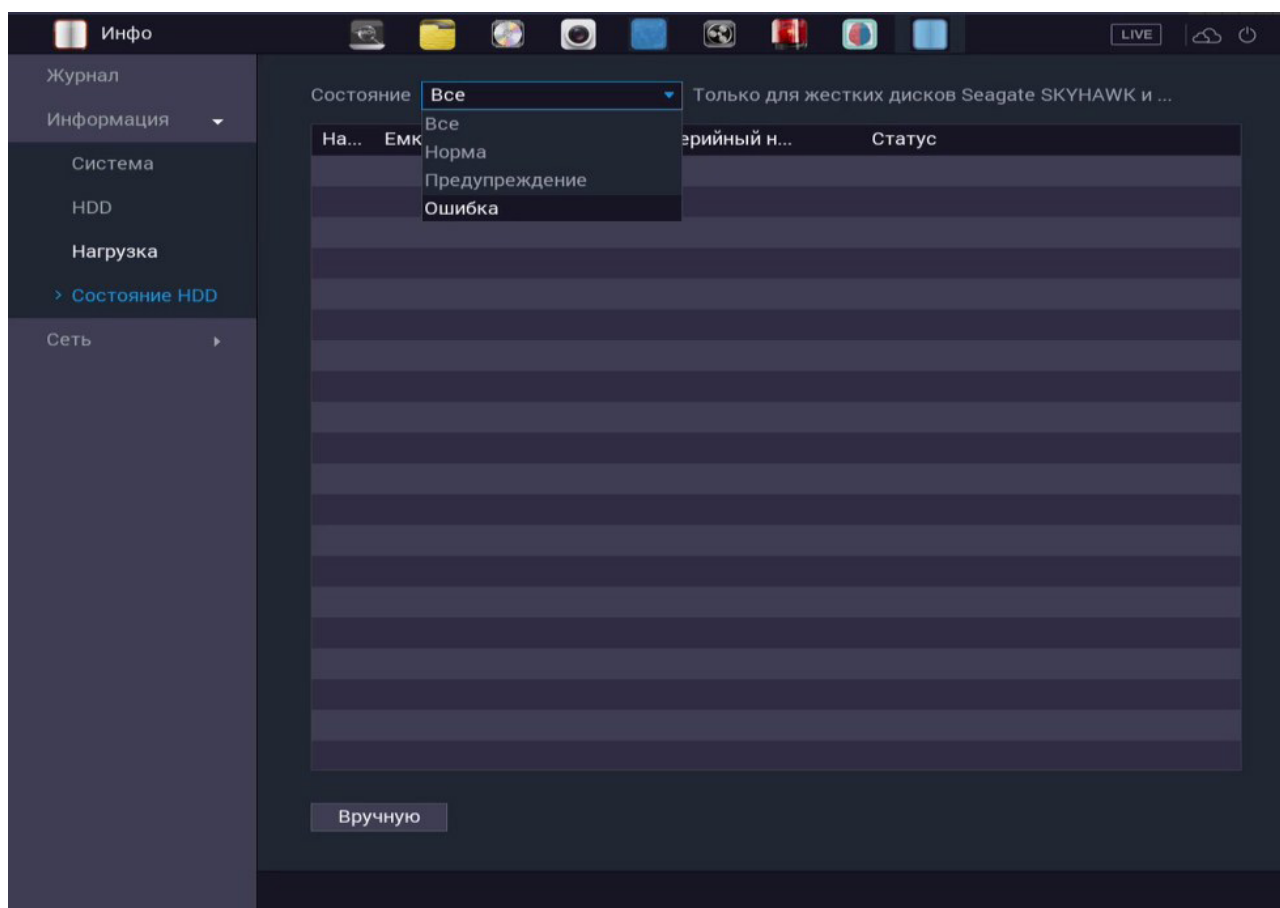 Инфо
LIVE
Журнал
Информация
Система
HDD
Нагрузка
> Состояние HDD
Сеть
Состояние Все Только для жестких дисков Seagate SKYHAWK и ...
Все
Норма
Предупреждение
Ошибка
На... Емк ерийный н... Статус
Вручную